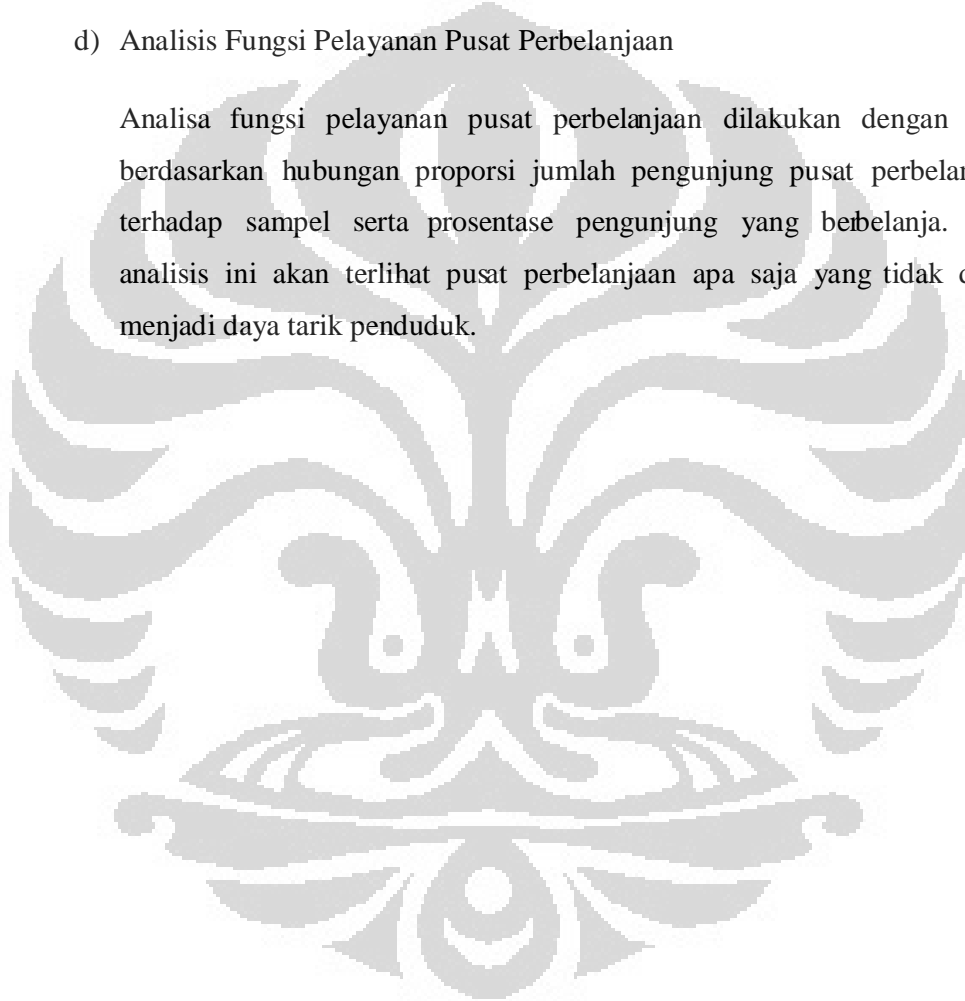 d) Analisis Fungsi Pelayanan Pusat Perbelanjaan
Analisa fungsi pelayanan pusat perbelanjaan dilakukan dengan
berdasarkan hubungan proporsi jumlah pengunjung pusat
terhadap sampel serta prosentase pengunjung yang berbelanja.
analisis ini akan terlihat pusat perbelanjaan apa saja yang tidak
menjadi daya tarik penduduk.